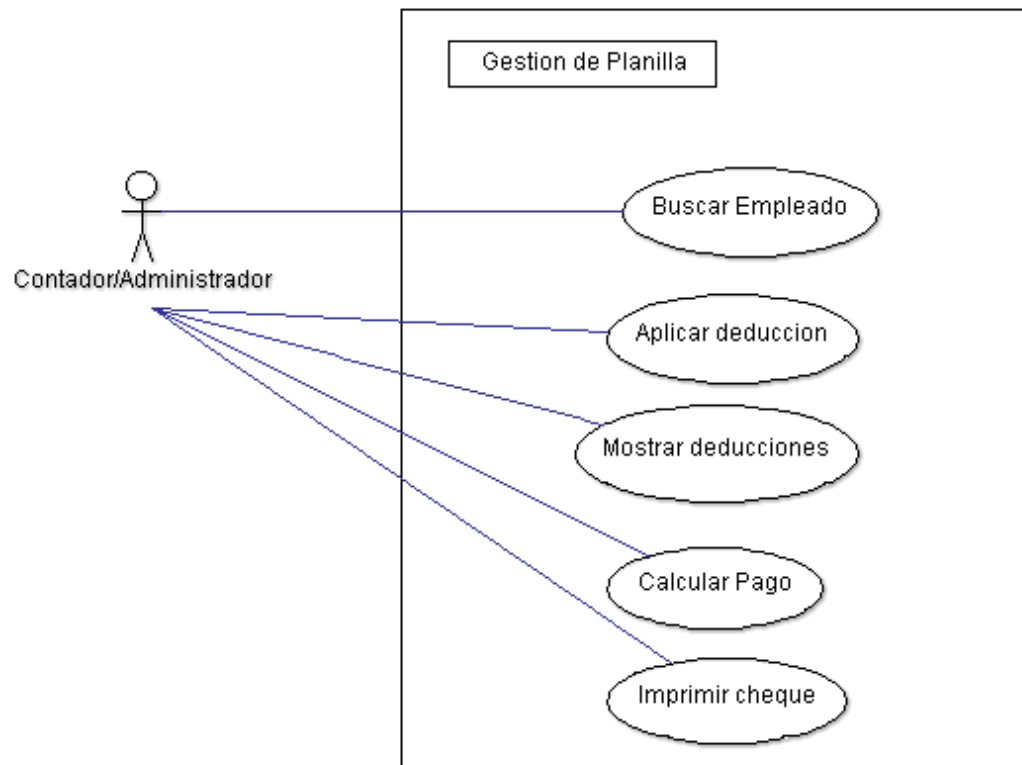 Gestion de Planilla
Buscar Empleado
Contador/Administrador
Aplicar deduccion
Mostrar deducciones
Calcular Pago
Imprimir cheque